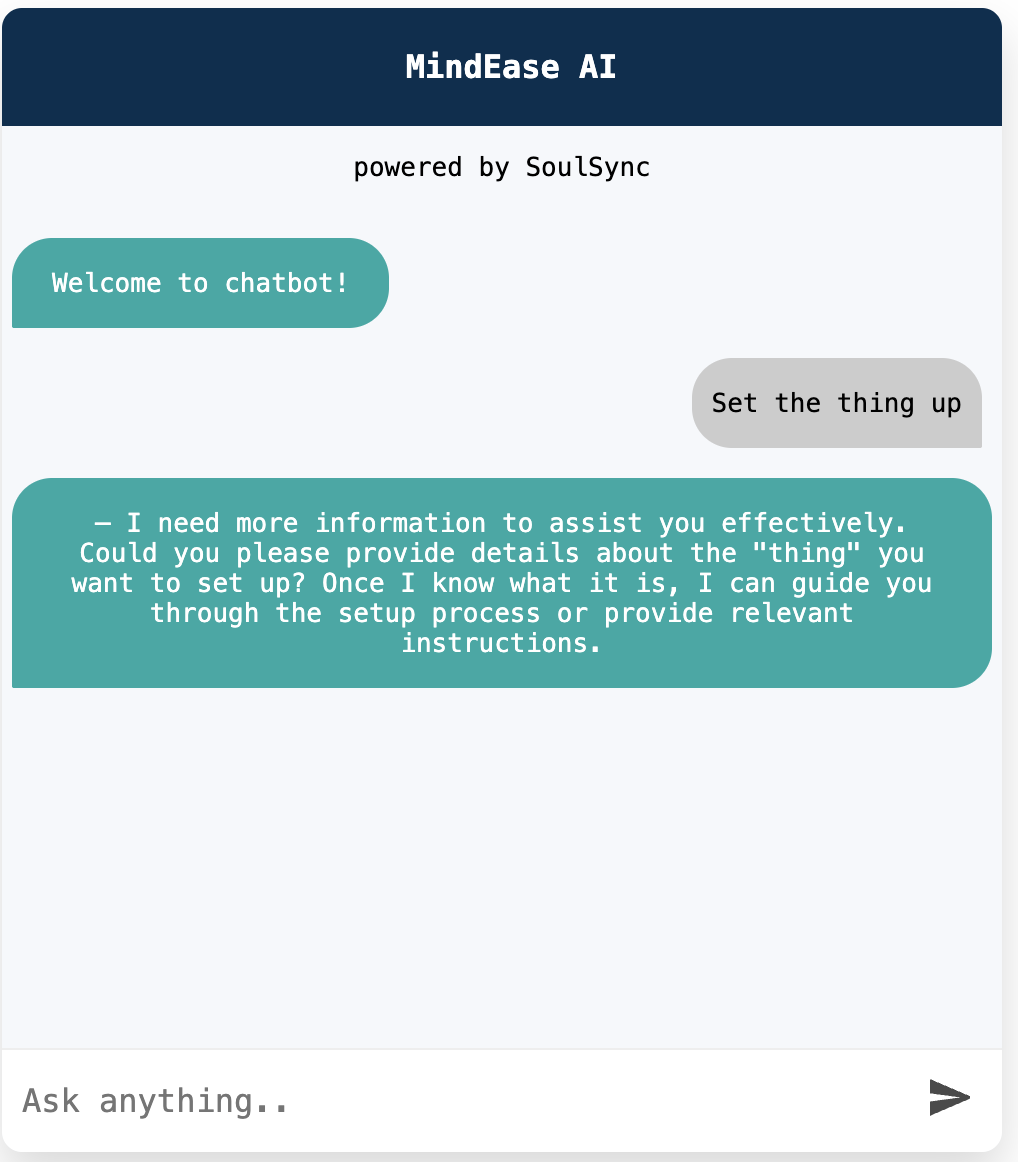 MindEase AI
powered by SoulSync
Welcome to chatbot!
Set the thing up
– I need more information to assist you effectively.
Could you please provide details about the "thing" you
want to set up? Once I know what it is, I can guide you
through the setup process or provide relevant
instructions.
Ask anything..